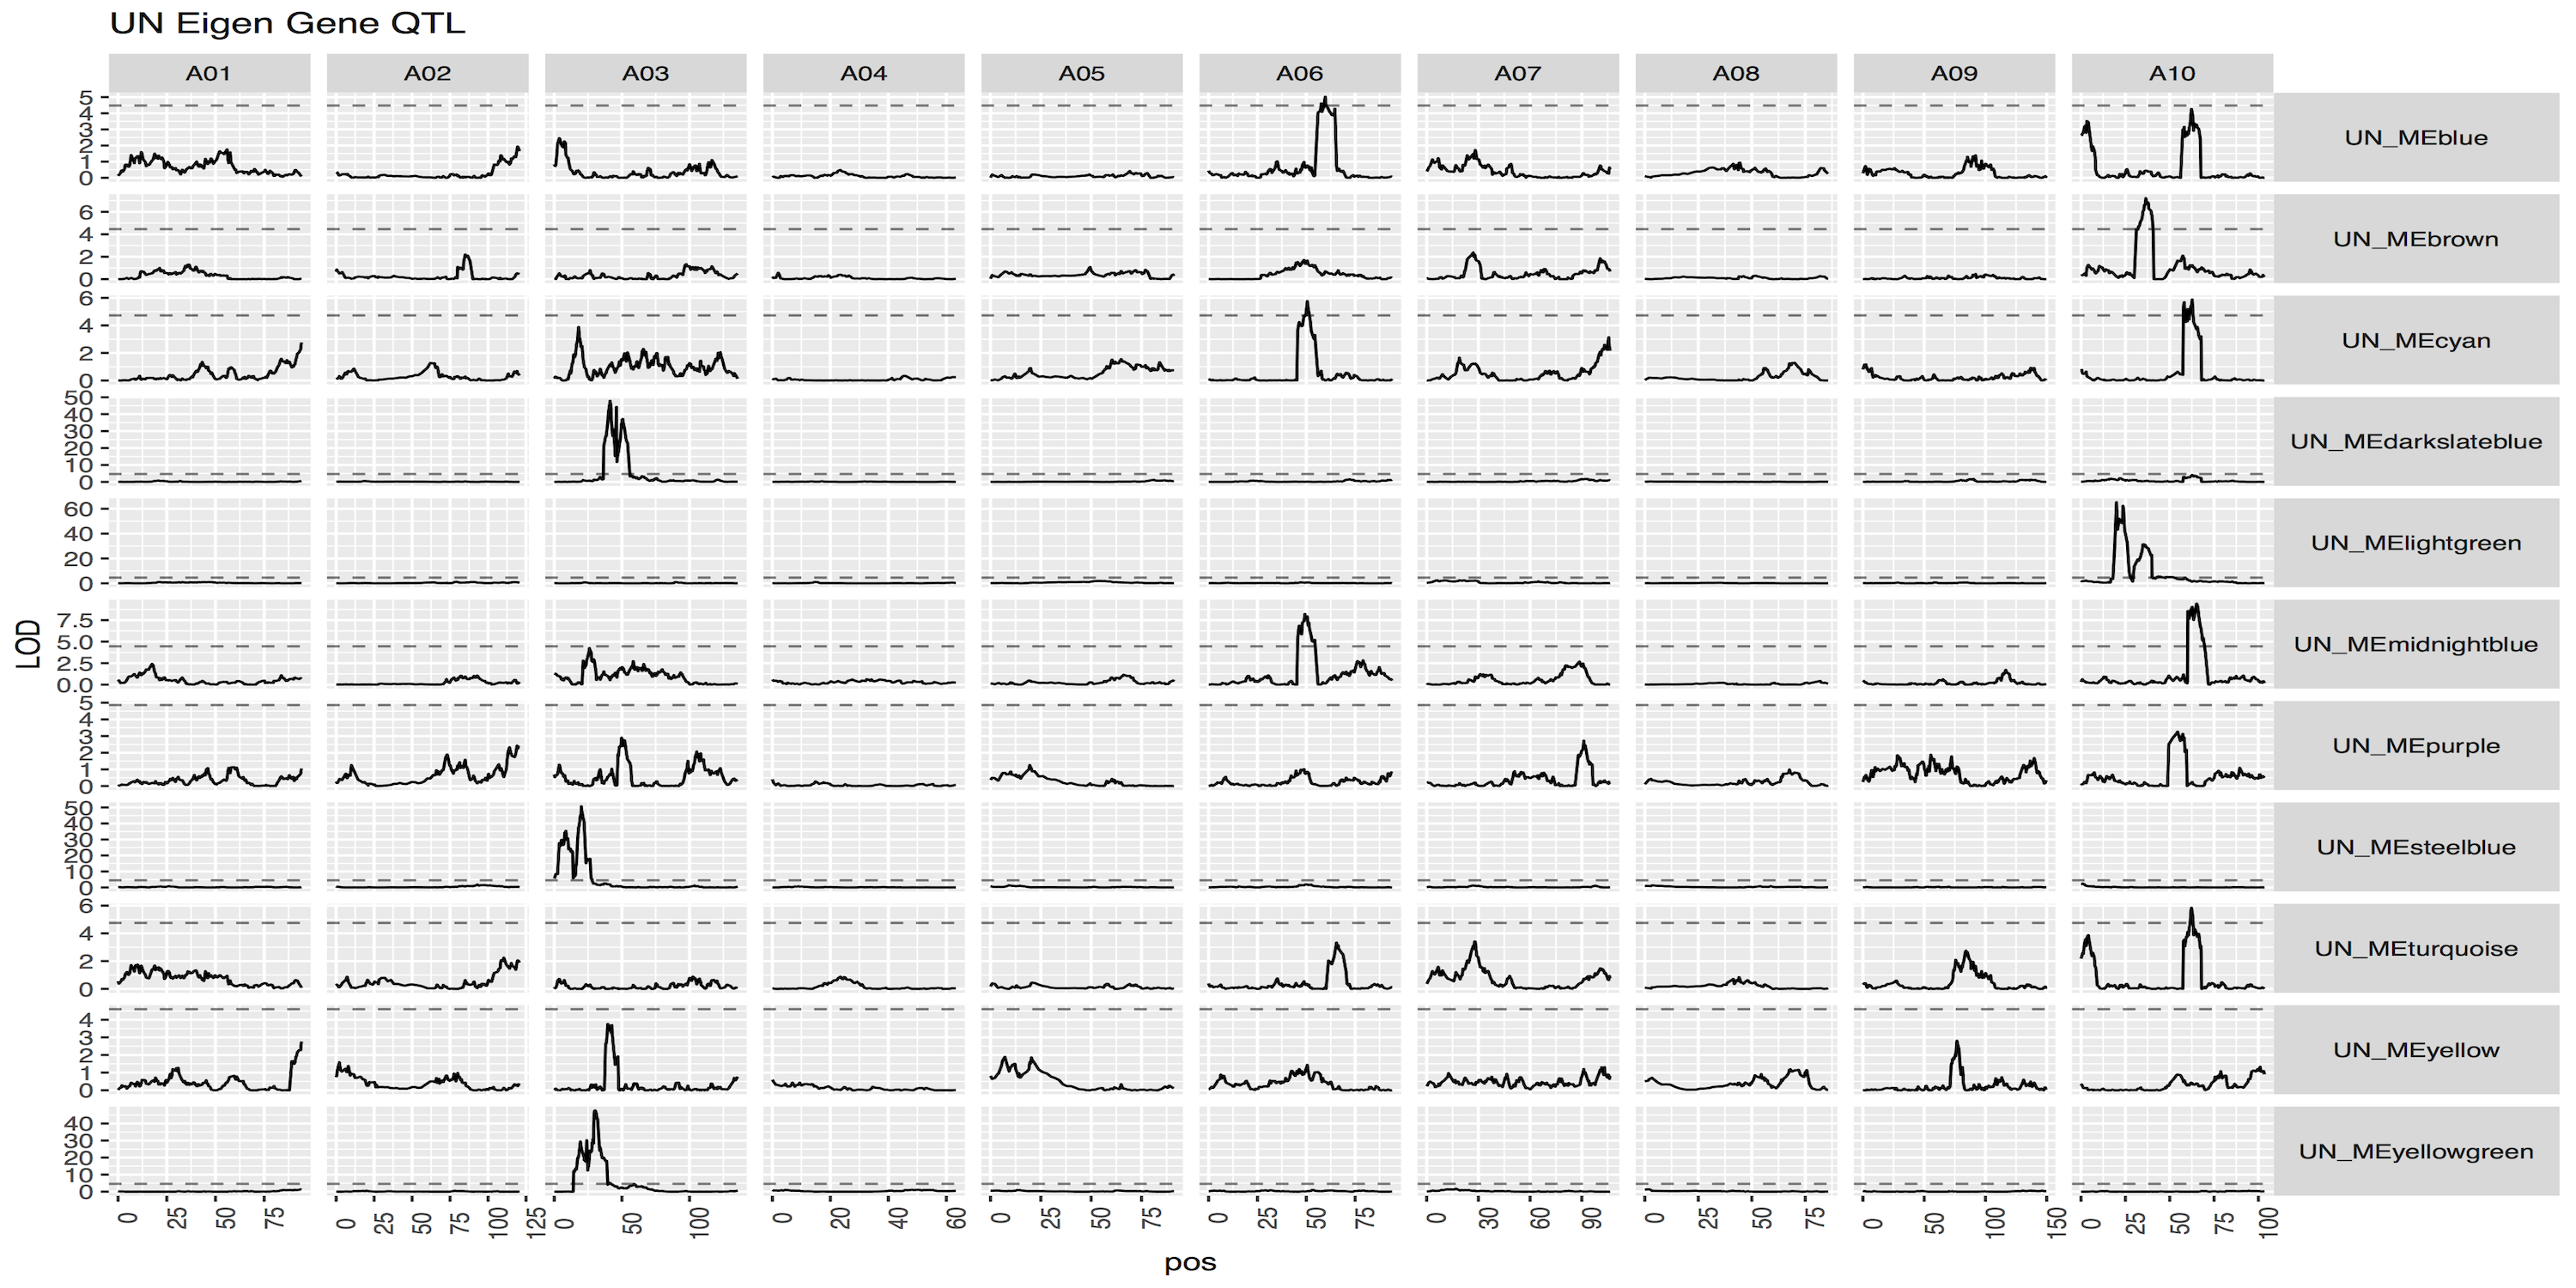 UN Eigen Gene QTL
A01 A02 A03 A04 A05 A06 A07 A08 A09 A10
5 4 3 2 1 0 UN_MEblue
6 4 2 0 UN_MEbrown
6 4 2 0 UN_MEcyan
50 40 30 20 10 0 UN_MEdarkslateblue
60 40 20 0 UN_MElightgreen
LOD
7.5 5.0 2.5 0.0 UN_MEmidnightblue
5 4 3 2 1 0 UN_MEpurple
50 40 30 20 10 0 UN_MEsteelblue
6 4 2 0 UN_MEturquoise
4 3 2 1 0 UN_MEyellow
40 30 20 10 0 UN_MEyellowgreen
0 25 50 75 0 25 50 75 100 125 0 50 100 0 20 40 60 0 25 50 75 0 25 50 75 0 30 60 90 0 25 50 75 0 50 100 150 0 25 50 75 100
pos